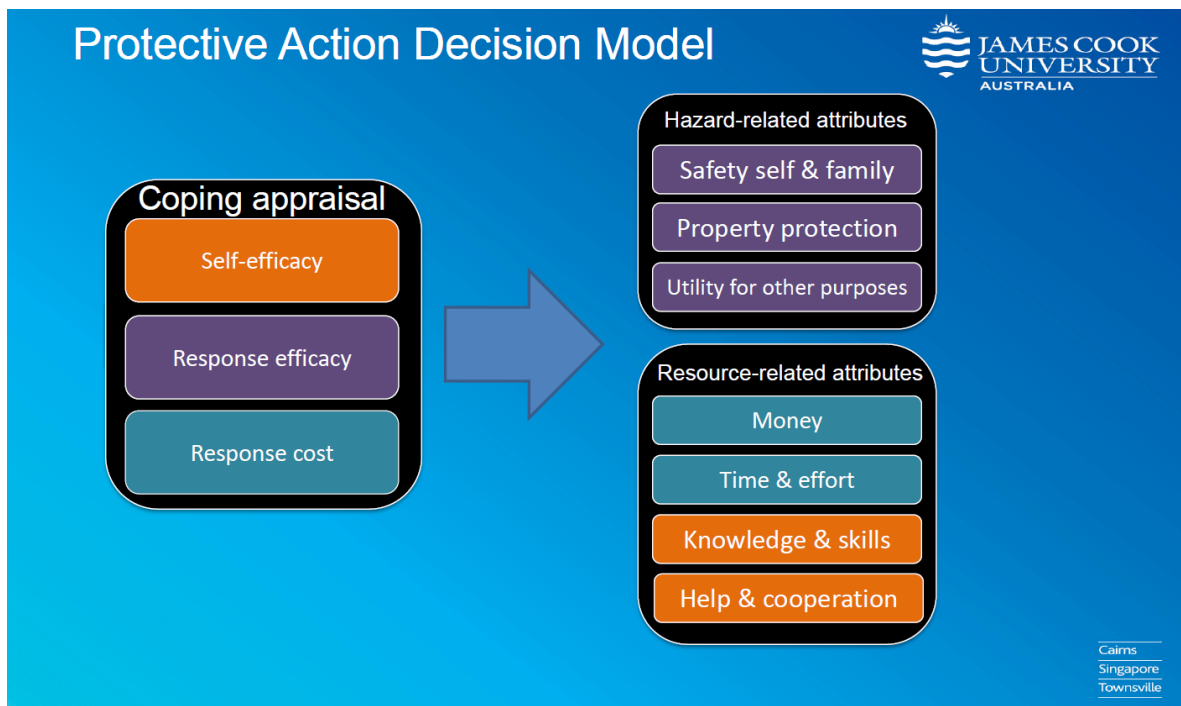 Protective Action Decision Model
JAMES COOK
UNIVERSITY
AUSTRALIA
Coping appraisal
Self-efficacy
Response efficacy
Response cost
Hazard-related attributes
Safety self & family
Property protection
Utility for other purposes
Resource-related attributes
Money
Time & effort
Knowledge & skills
Help & cooperation
Cairns
Singapore
Townsville